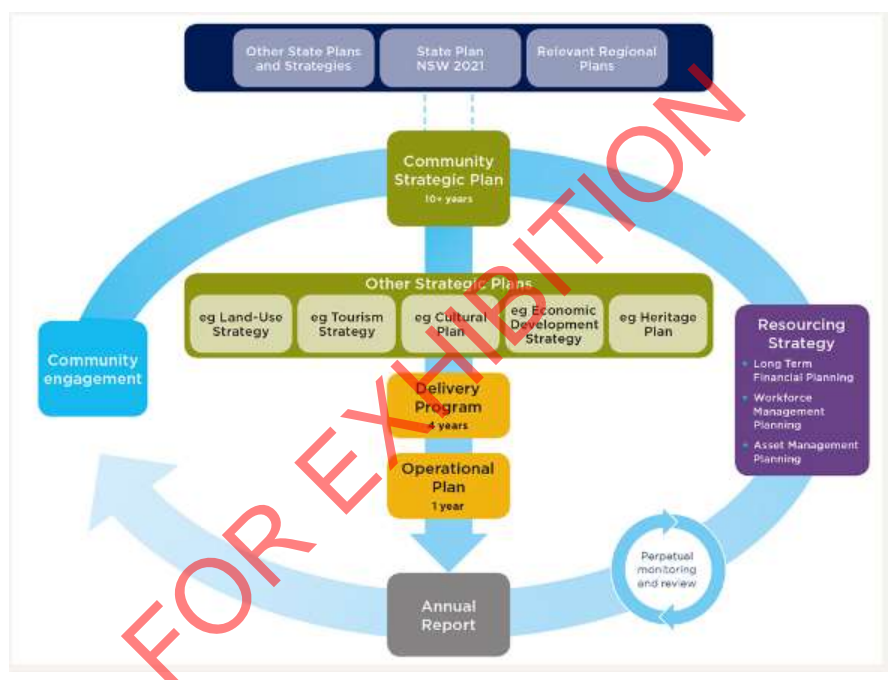 Other State Plans
and Strategies
State Plan
NSW 2021
Relevant Regional
Plans
Community
Strategic Plan
10+ years
Other Strategic Plans
eg Land-Use
Strategy
eg Tourism
Strategy
eg Cultural
Plan
eg Economic
Development
Strategy
eg Heritage
Plan
Community
engagement
Resourcing
Strategy
Long Term
Financial Planning
Workforce
Management
Planning
Asset Management
Planning
Delivery
Program
4 years
Operational
Plan
1 year
Perpetual
monitoring
and review
Annual
Report
FOR EXHIBITION